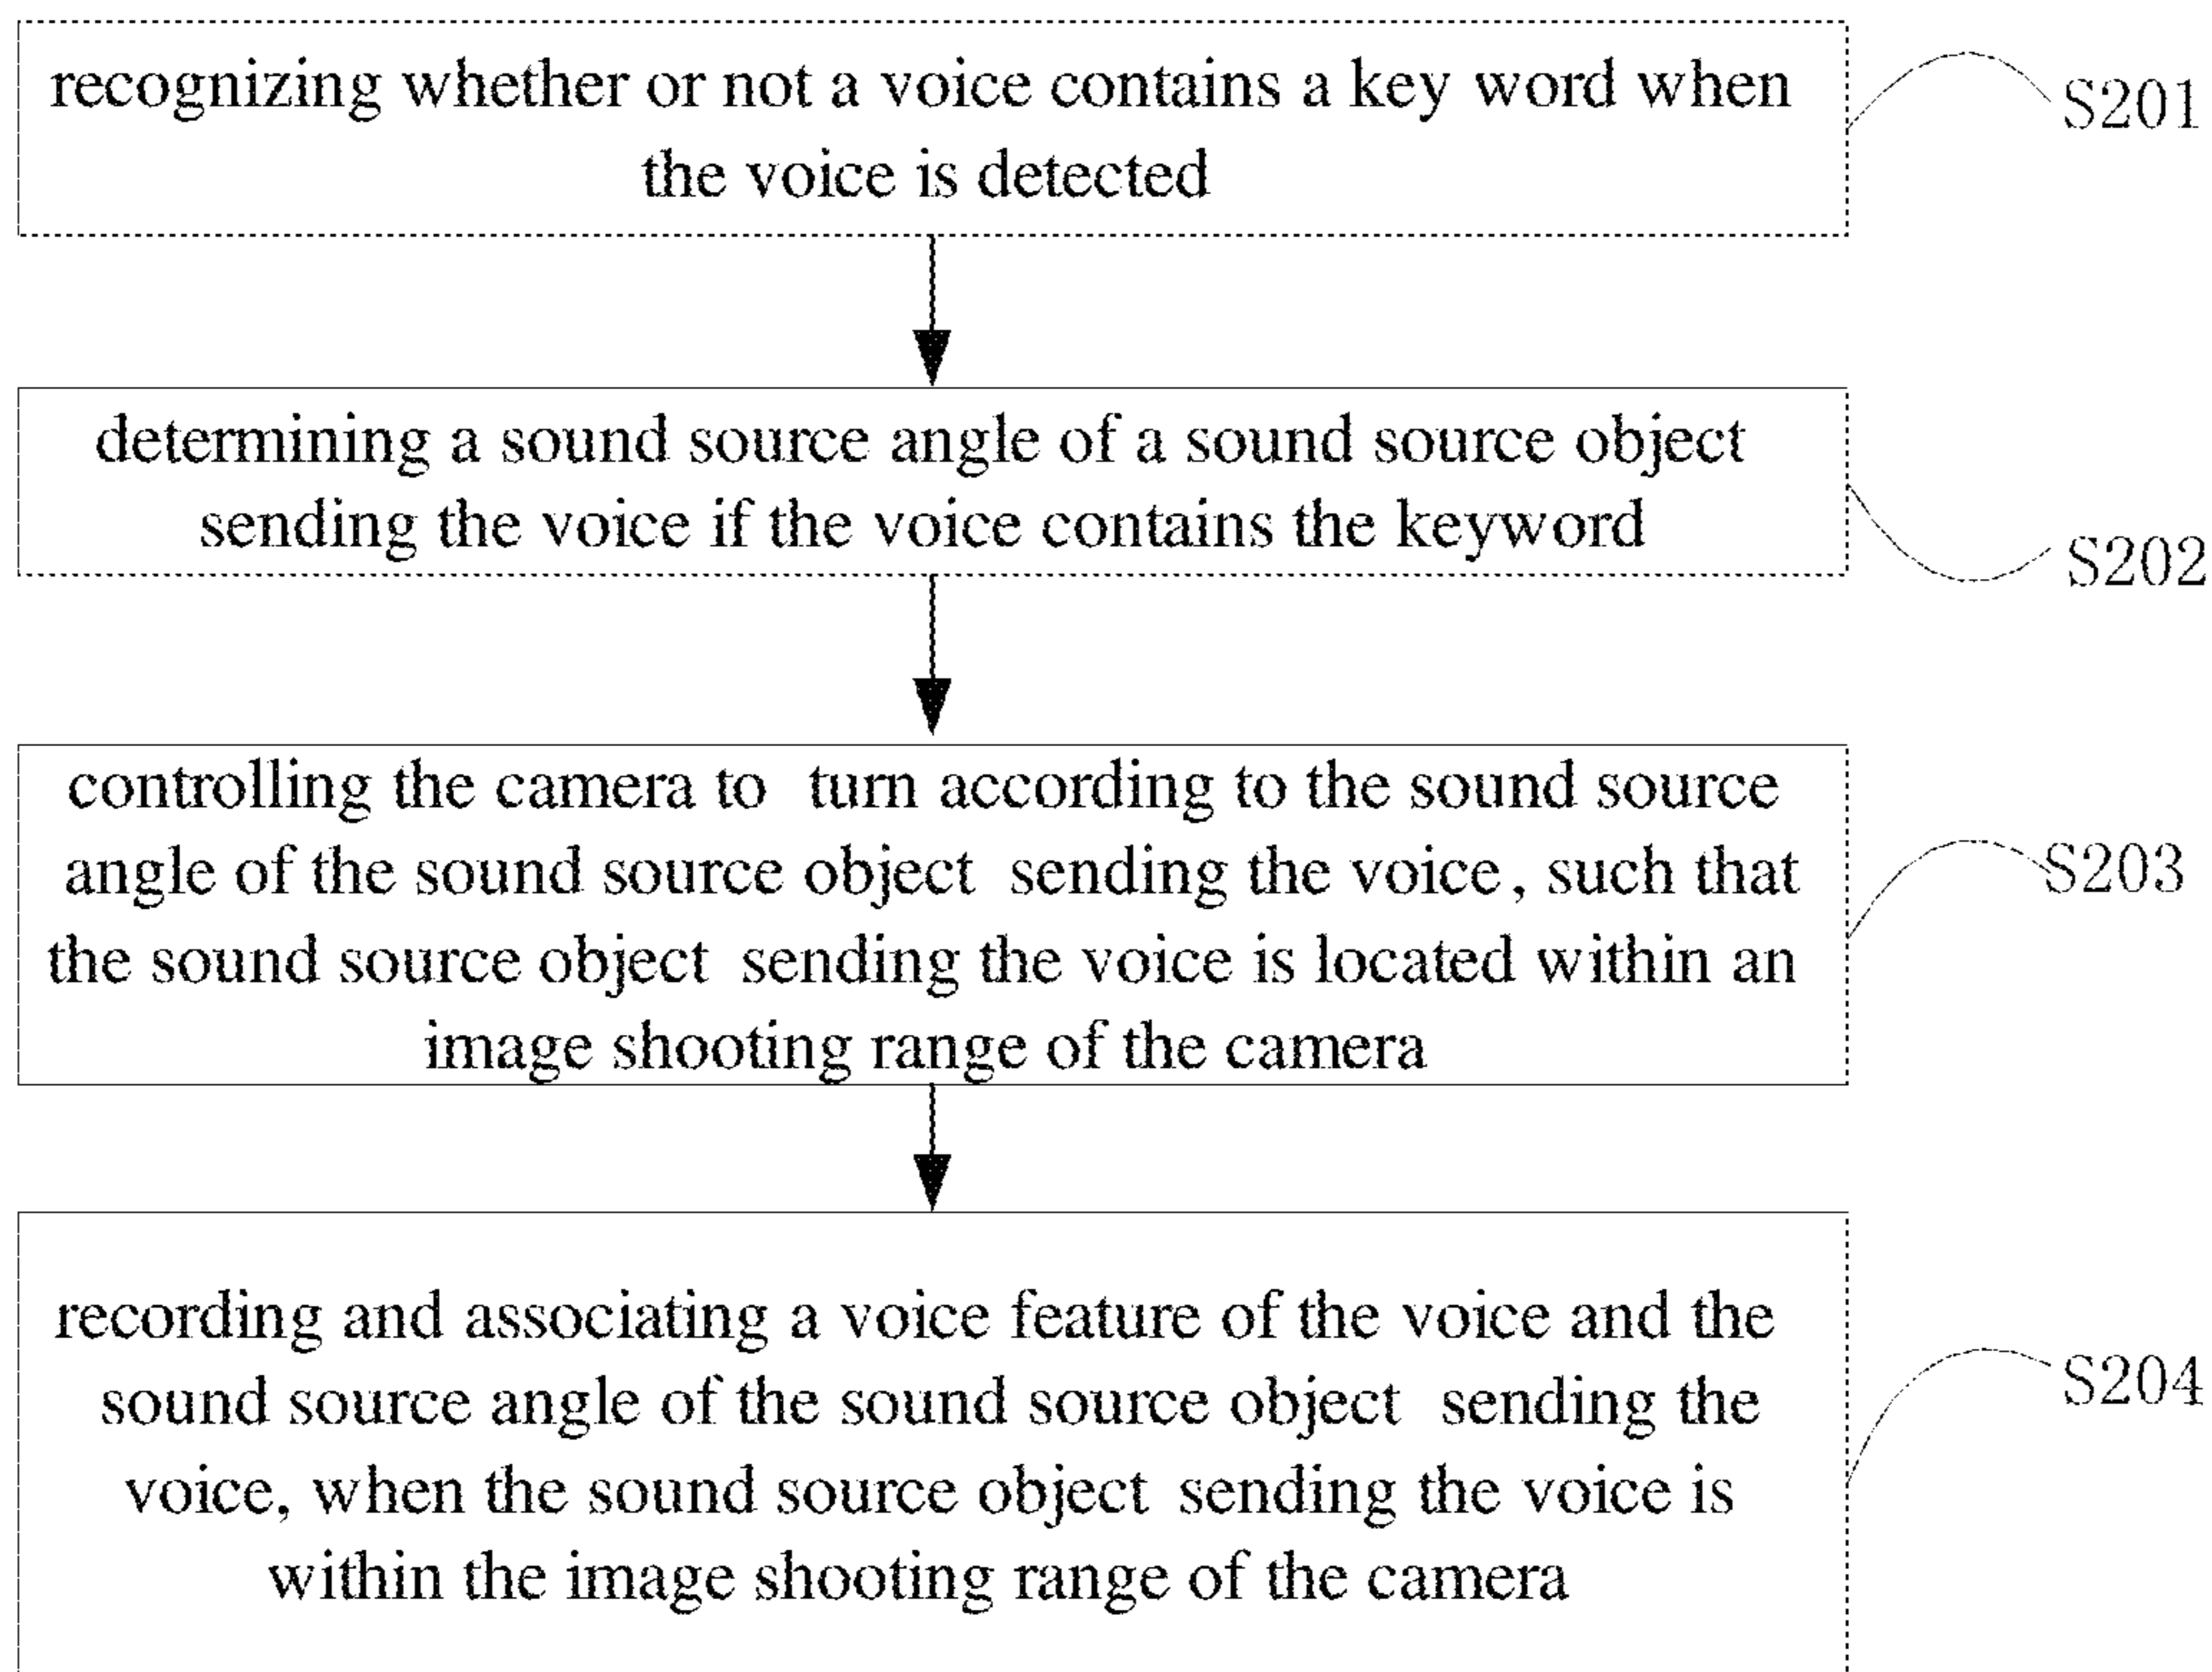 recognizing whether or not a voice contains a key word when
the voice is detected
S201
determining a sound source angle of a sound source object
sending the voice if the voice contains the keyword
S202
controlling the camera to turn according to the sound source
angle of the sound source object sending the voice, such that
the sound source object sending the voice is located within an
image shooting range of the camera
S203
recording and associating a voice feature of the voice and the
sound source angle of the sound source object sending the
voice, when the sound source object sending the voice is
within the image shooting range of the camera
S204